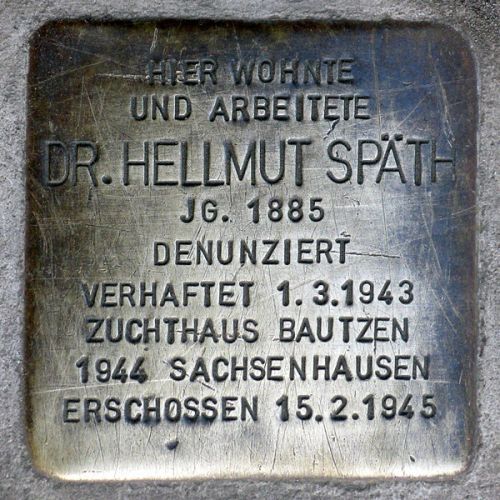 HIER WOHNTE
UND ARBEITETE
DR. HELLMUT SPÄTH
JG. 1885
DENUNZIERT
VERHAFTET 1.3.1943
ZUCHTHAUS BAUTZEN
1944 SACHSENHAUSEN
ERSCHOSSEN 15.2.1945